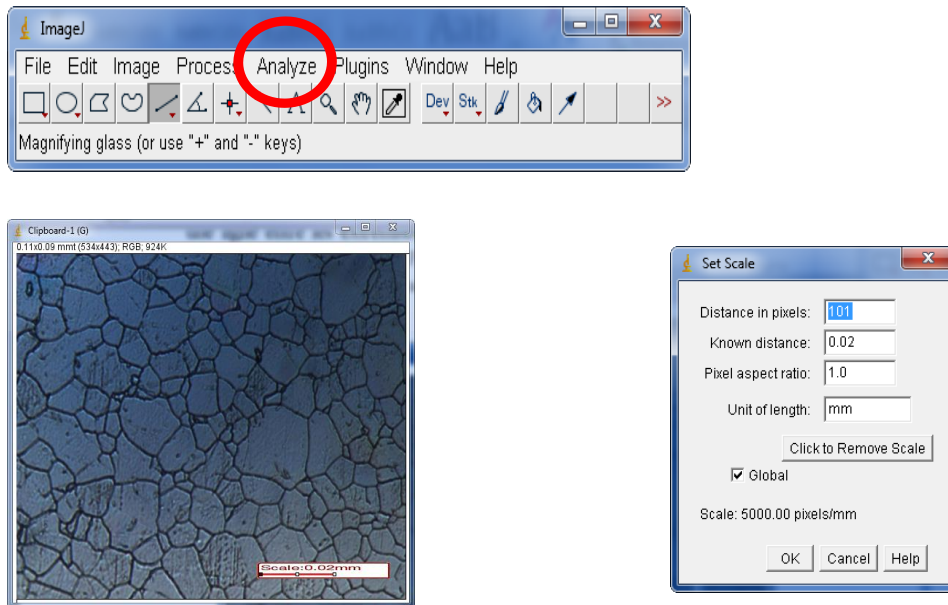 ImageJ
File Edit Image Process Analyze Plugins Window Help
A Dev Stk >>
Magnifying glass (or use "+" and "-" keys)
Clipboard-1 (G)
0.11x0.09 mmt (534x443); RGB; 924K
Scale:0.02mm
Set Scale
Distance in pixels: 101
Known distance: 0.02
Pixel aspect ratio: 1.0
Unit of length: mm
Click to Remove Scale
Global
Scale: 5000.00 pixels/mm
OK Cancel Help